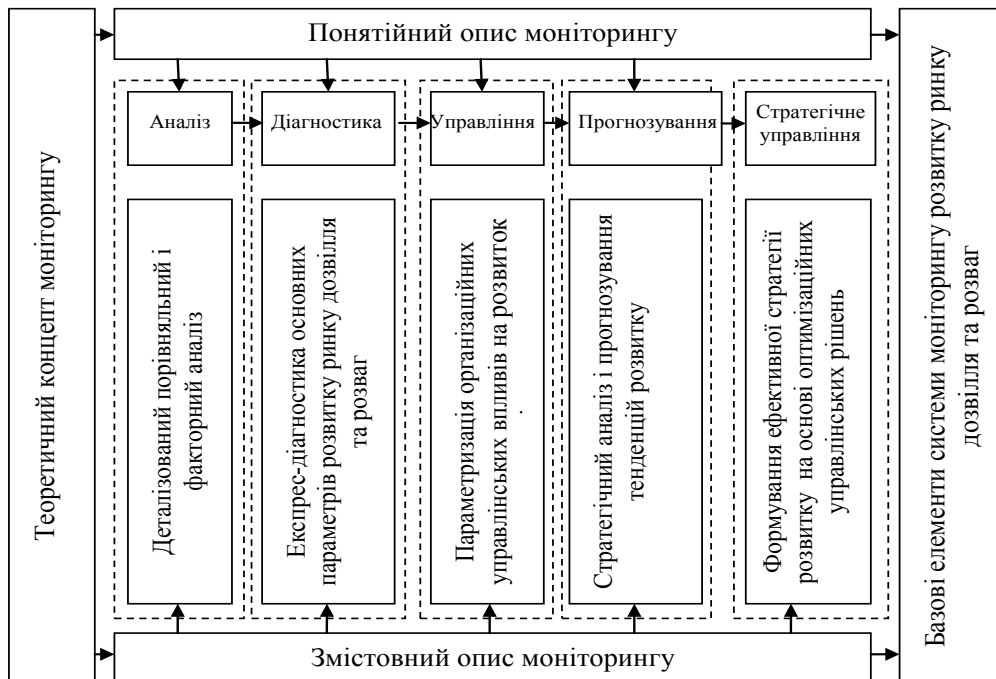 Теоретичний концепт моніторингу
Понятійний опис моніторингу
Аналіз
Діагностика
Управління
Прогнозування
Стратегічне
управління
Деталізований порівняльний і
факторний аналіз
Експрес-діагностика основних
параметрів розвитку ринку дозвілля
та розваг
Параметризація організаційних
управлінських впливів на розвиток
.
Стратегічний аналіз і прогнозування
тенденцій розвитку
Формування ефективної стратегії
розвитку на основі оптимізаційних
управлінських рішень
Змістовний опис моніторингу
Базові елементи системи моніторингу розвитку ринку
дозвілля та розваг